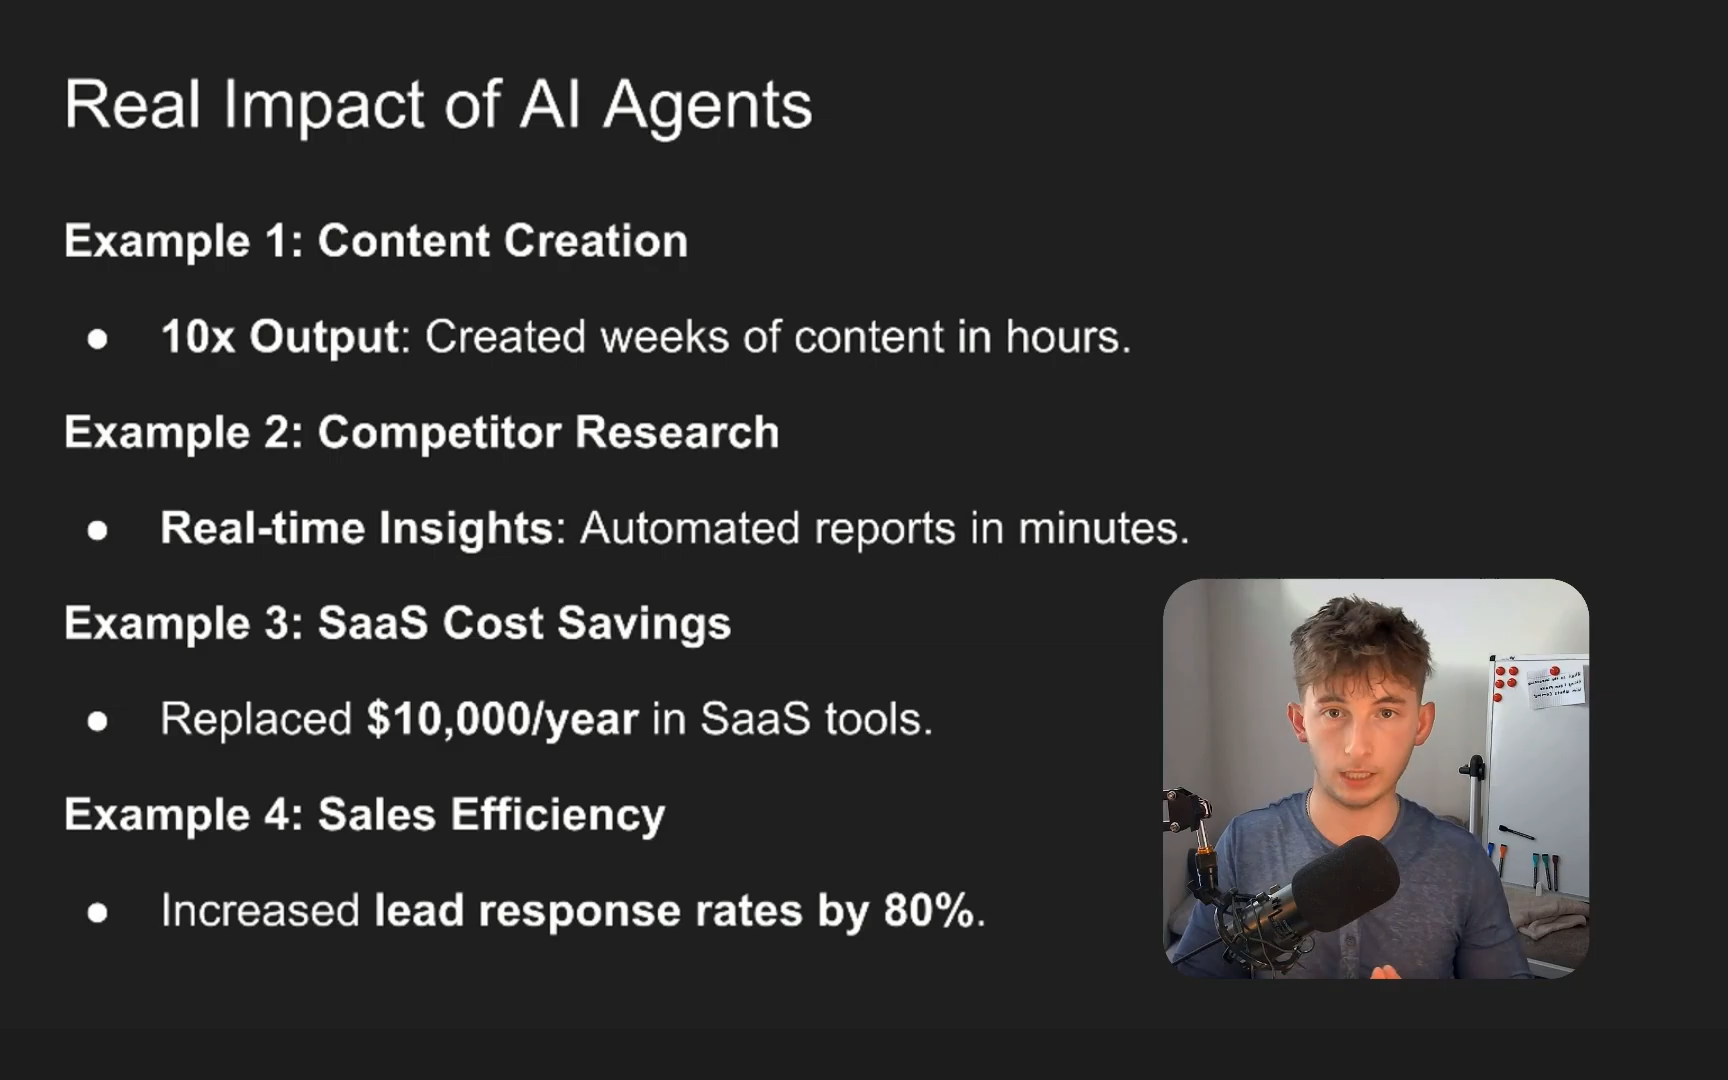 Real Impact of AI Agents
Example 1: Content Creation
● 10x Output: Created weeks of content in hours.
Example 2: Competitor Research
● Real-time Insights: Automated reports in minutes.
Example 3: SaaS Cost Savings
● Replaced $10,000/year in SaaS tools.
Example 4: Sales Efficiency
● Increased lead response rates by 80%.